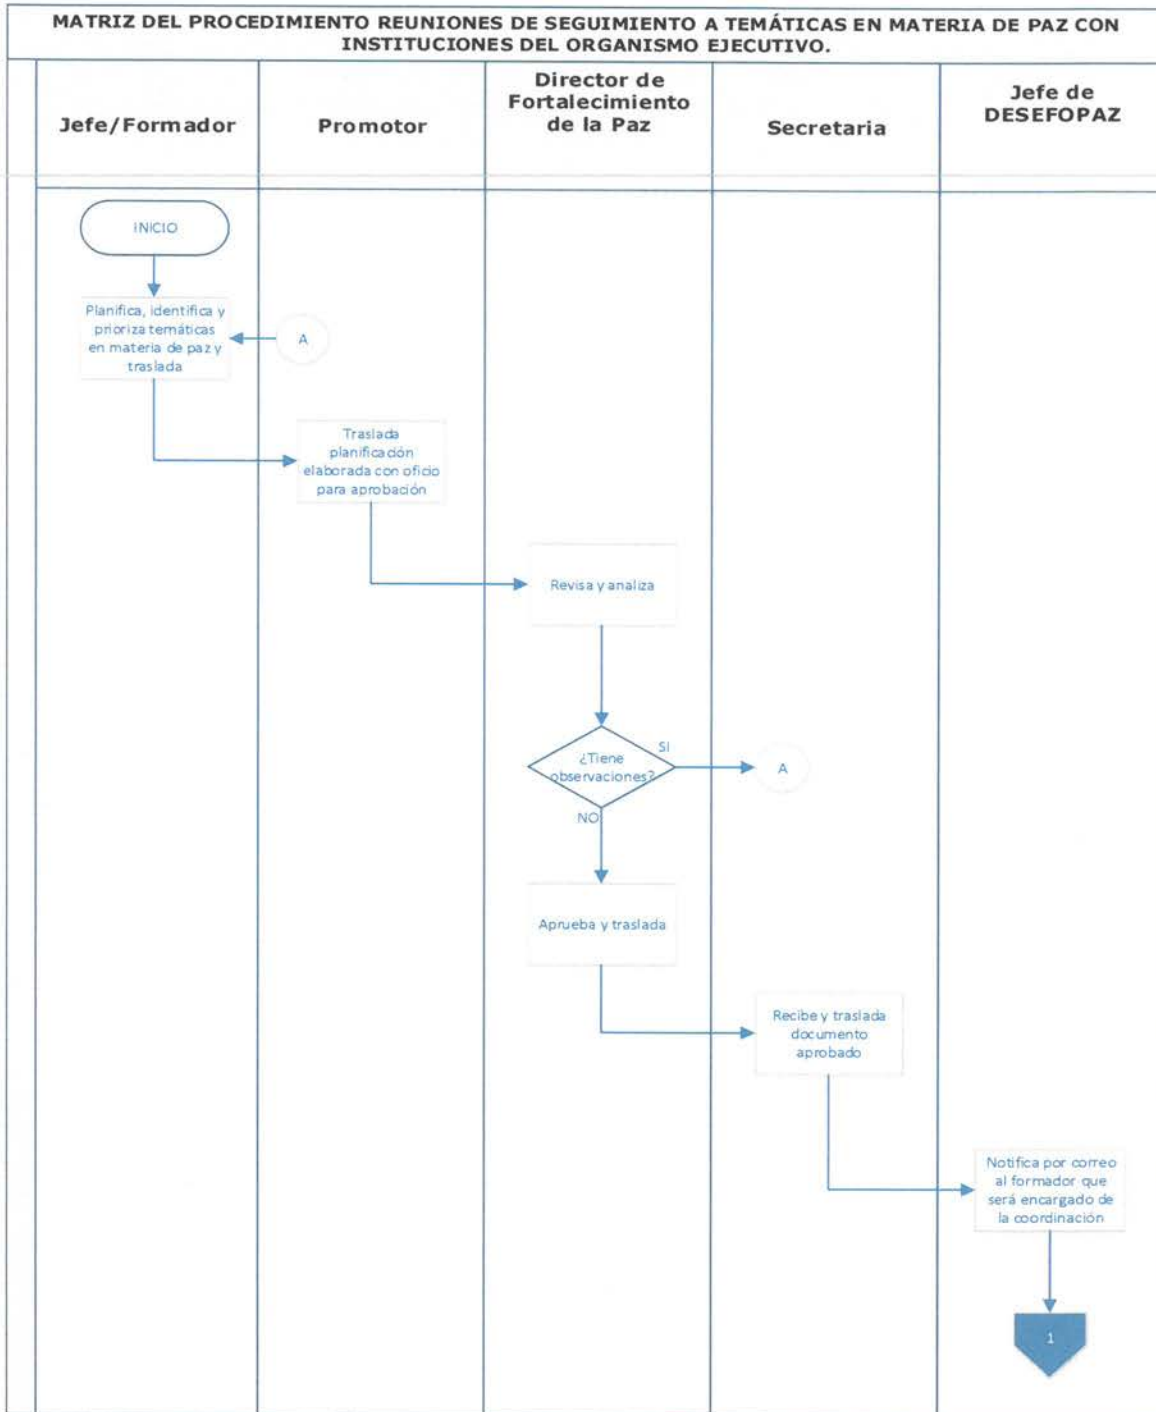 MATRIZ DEL PROCEDIMIENTO REUNIONES DE SEGUIMIENTO A TEMÁTICAS EN MATERIA DE PAZ CON
INSTITUCIONES DEL ORGANISMO EJECUTIVO.
Jefe/Formador
Promotor
Director de
Fortalecimiento
de la Paz
Secretaria
Jefe de
DESEFOPAZ
INICIO
Planifica, identifica y
prioriza temáticas
en materia de paz y
traslada
A
Traslada
planificación
elaborada con oficio
para aprobación
Revisa y analiza
¿Tiene
observaciones?
SI
A
NO
Aprueba y traslada
Recibe y traslada
documento
aprobado
Notifica por correo
al formador que
será encargado de
la coordinación
1